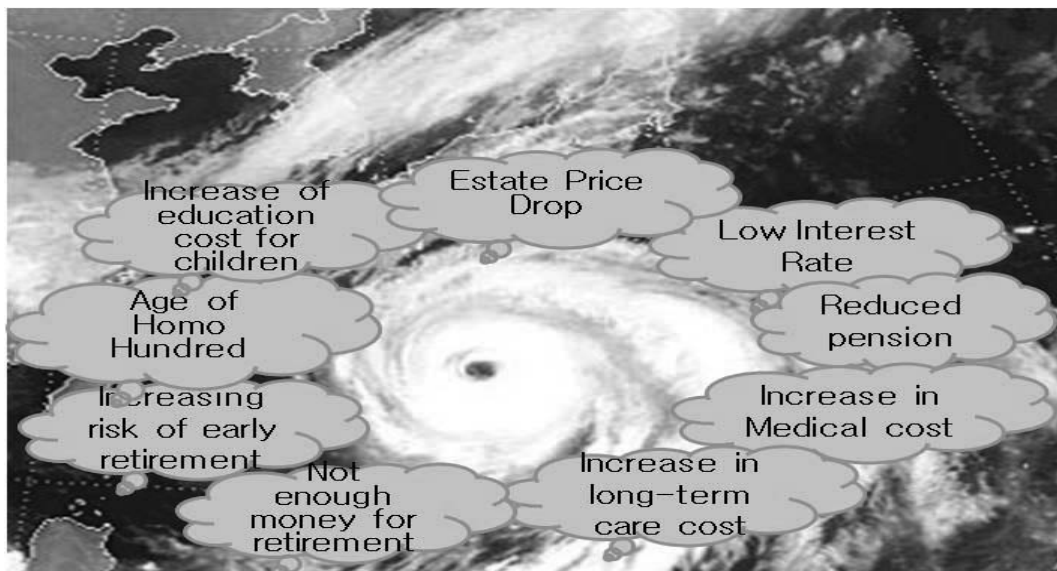 Increase of
education
cost for
children
Estate Price
Drop
Low Interest
Rate
Age of
Homo
Hundred
Reduced
pension
Increasing
risk of early
retirement
Increase in
Medical cost
Not
enough
money for
retirement
Increase in
long-term
care cost